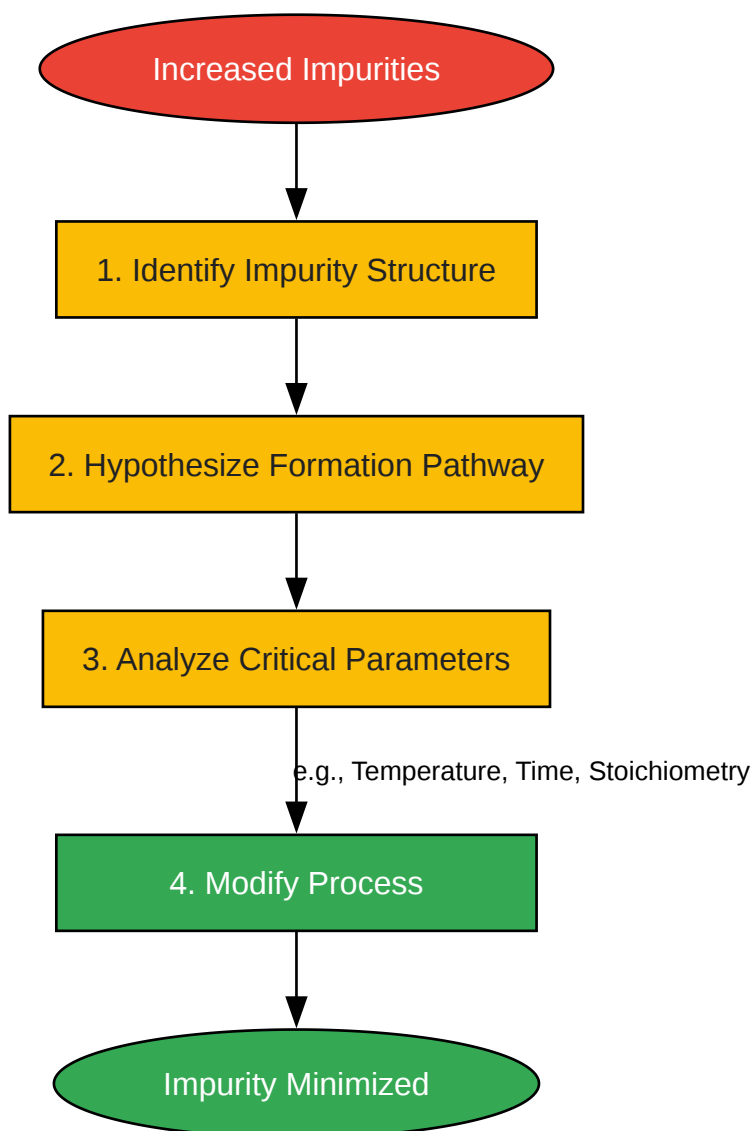 Increased Impurities
1. Identify Impurity Structure
2. Hypothesize Formation Pathway
3. Analyze Critical Parameters
e.g., Temperature, Time, Stoichiometry
4. Modify Process
Impurity Minimized